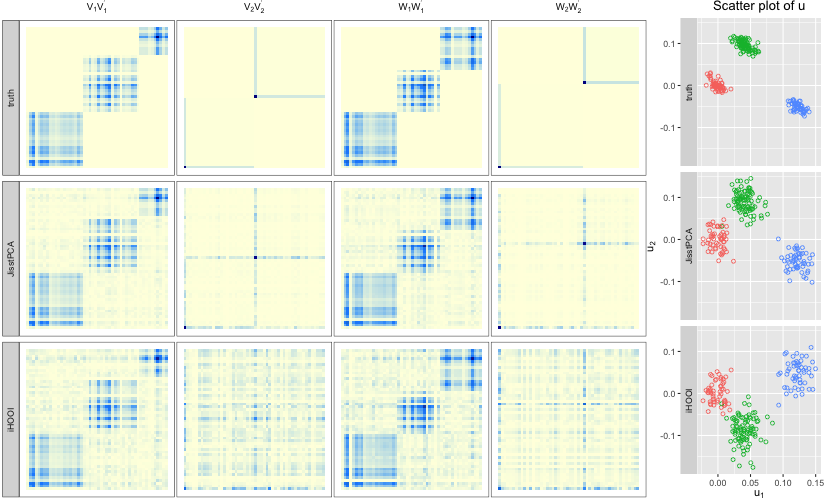 V₁V₁′ V₂V₂′ W₁W₁′ W₂W₂′ Scatter plot of u
truth
JisstPCA
iHOOI
truth
0.1
0.0
-0.1
JisstPCA
0.1
0.0
-0.1
iHOOI
0.1
0.0
-0.1
u₂
0.00 0.05 0.10 0.15
u₁